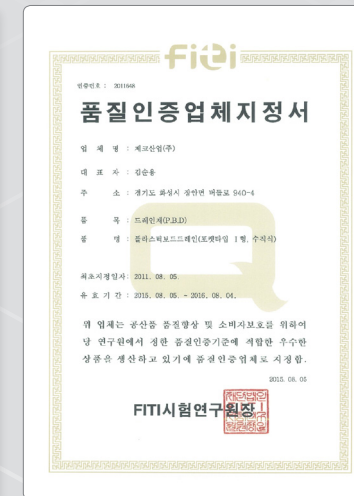 FiTi
인증번호 : 2011648
품질인증업체지정서
업 체 명 : 제코산업(주)
대 표 자 : 김순용
주 소 : 경기도 화성시 장안면 버들로 940-4
품 목 : 드레인재(P.B.D)
품 명 : 플라스틱보드드레인(포켓타입 I형, 수직식)
최초지정일자: 2011. 08. 05.
유 효 기 간 : 2015. 08. 05. ~ 2016. 08. 04.
위 업체는 공산품 품질향상 및 소비자보호를 위하여
당 연구원에서 정한 품질인증기준에 적합한 우수한
상품을 생산하고 있기에 품질인증업체로 지정함.
2015. 08. 05
FITI시험연구원장